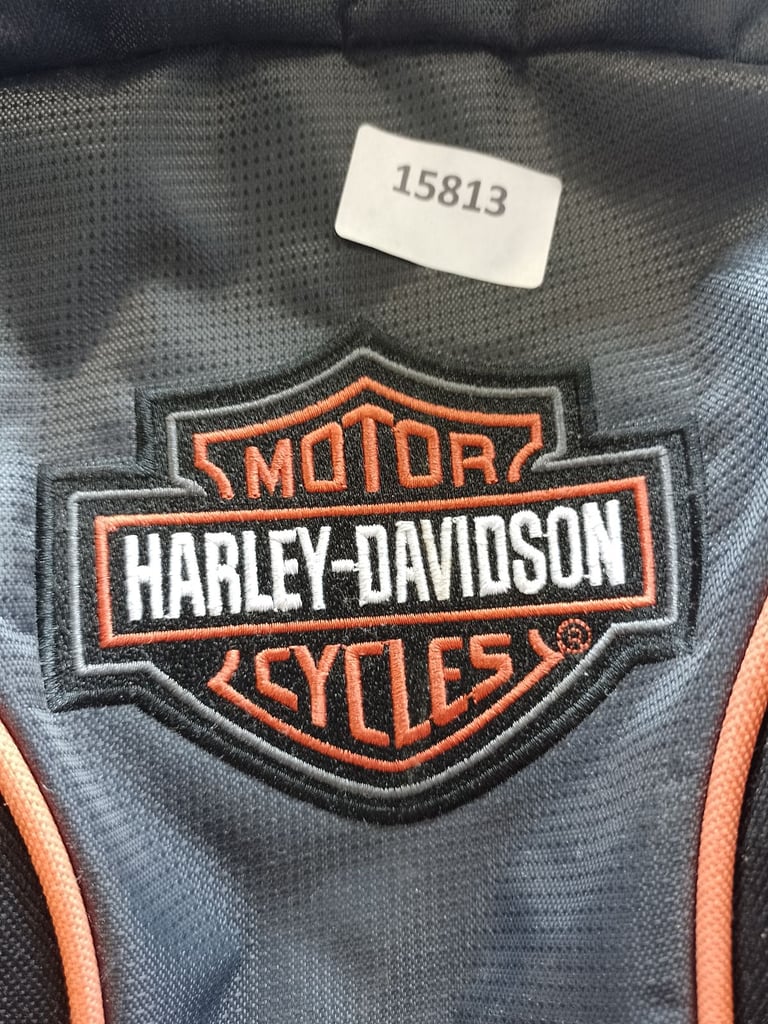 15813
MOTOR
HARLEY-DAVIDSON
CYCLES ®